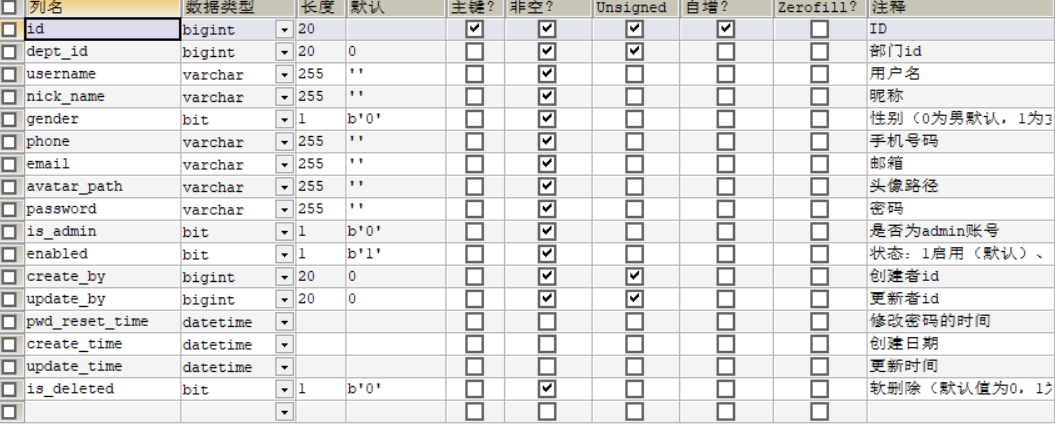 列名 数据类型 长度 默认 主键? 非空? Unsigned 自增? Zerofill? 注释
id bigint 20 ID
dept_id bigint 20 0 部门id
username varchar 255 '' 用户名
nick_name varchar 255 '' 昵称
gender bit 1 b'0' 性别（0为男默认，1为
phone varchar 255 '' 手机号码
email varchar 255 '' 邮箱
avatar_path varchar 255 '' 头像路径
password varchar 255 '' 密码
is_admin bit 1 b'0' 是否为admin账号
enabled bit 1 b'1' 状态：1启用（默认）、
create_by bigint 20 0 创建者id
update_by bigint 20 0 更新者id
pwd_reset_time datetime 修改密码的时间
create_time datetime 创建日期
update_time datetime 更新时间
is_deleted bit 1 b'0' 软删除（默认值为0，1